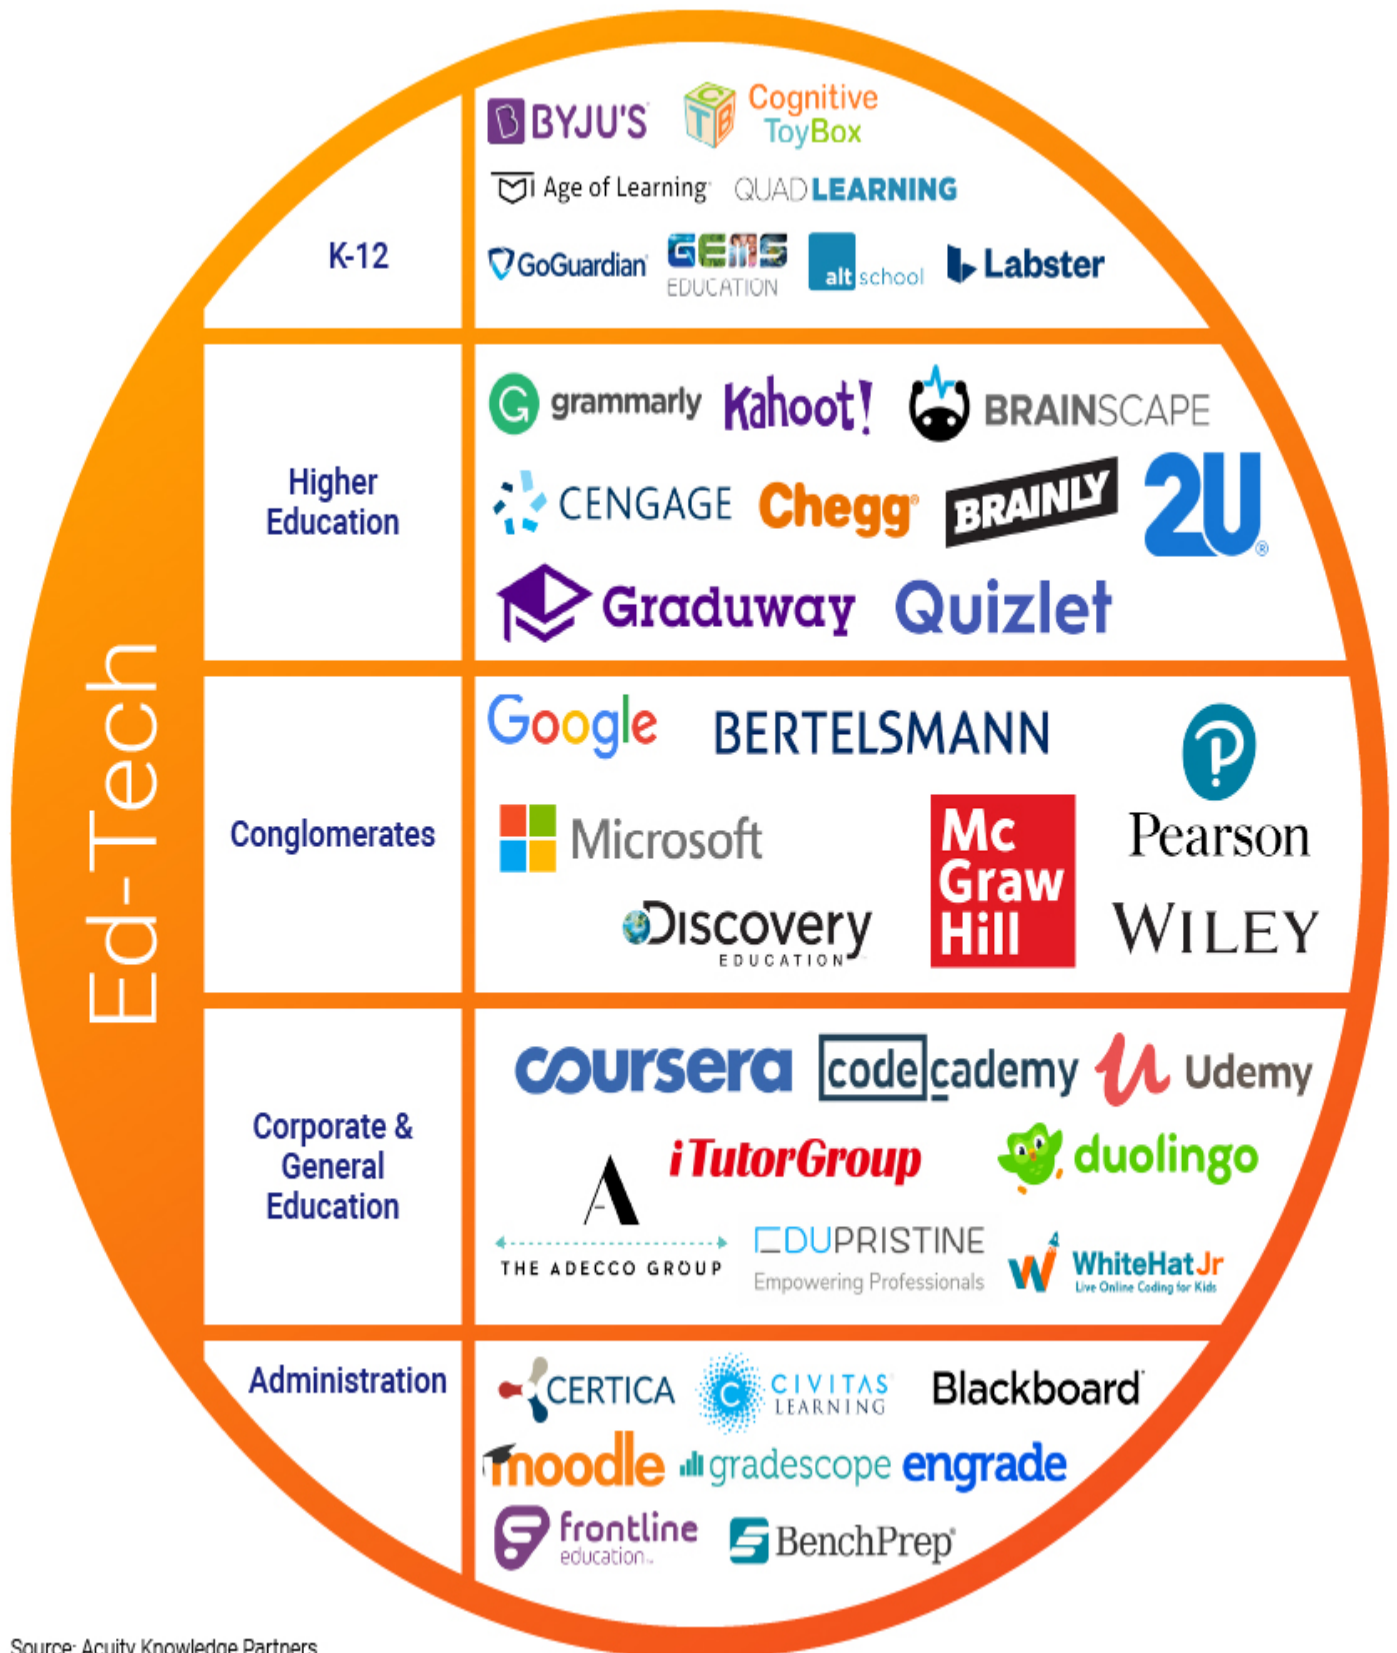 Ed-Tech
K-12
BYJU'S
CTB
Cognitive
ToyBox
Age of Learning
QUAD LEARNING
GoGuardian
GEMS
EDUCATION
alt school
Labster
Higher
Education
G grammarly
Kahoot!
BRAINSCAPE
CENGAGE
Chegg®
BRAINLY
2U®
Graduway
Quizlet
Conglomerates
Google
BERTELSMANN
Microsoft
Mc
Graw
Hill
Pearson
DISCOVERY
EDUCATION
WILEY
Corporate &
General
Education
coursera
codecademy
Udemy
iTutorGroup
duolingo
A
THE ADECCO GROUP
EDUPRISTINE
Empowering Professionals
WhiteHat Jr
Live Online Coding for Kids
Administration
CERTICA
C CIVITAS
LEARNING
Blackboard
moodle
gradescope
engrade
frontline
education
BenchPrep
Source: Acuity Knowledge Partners